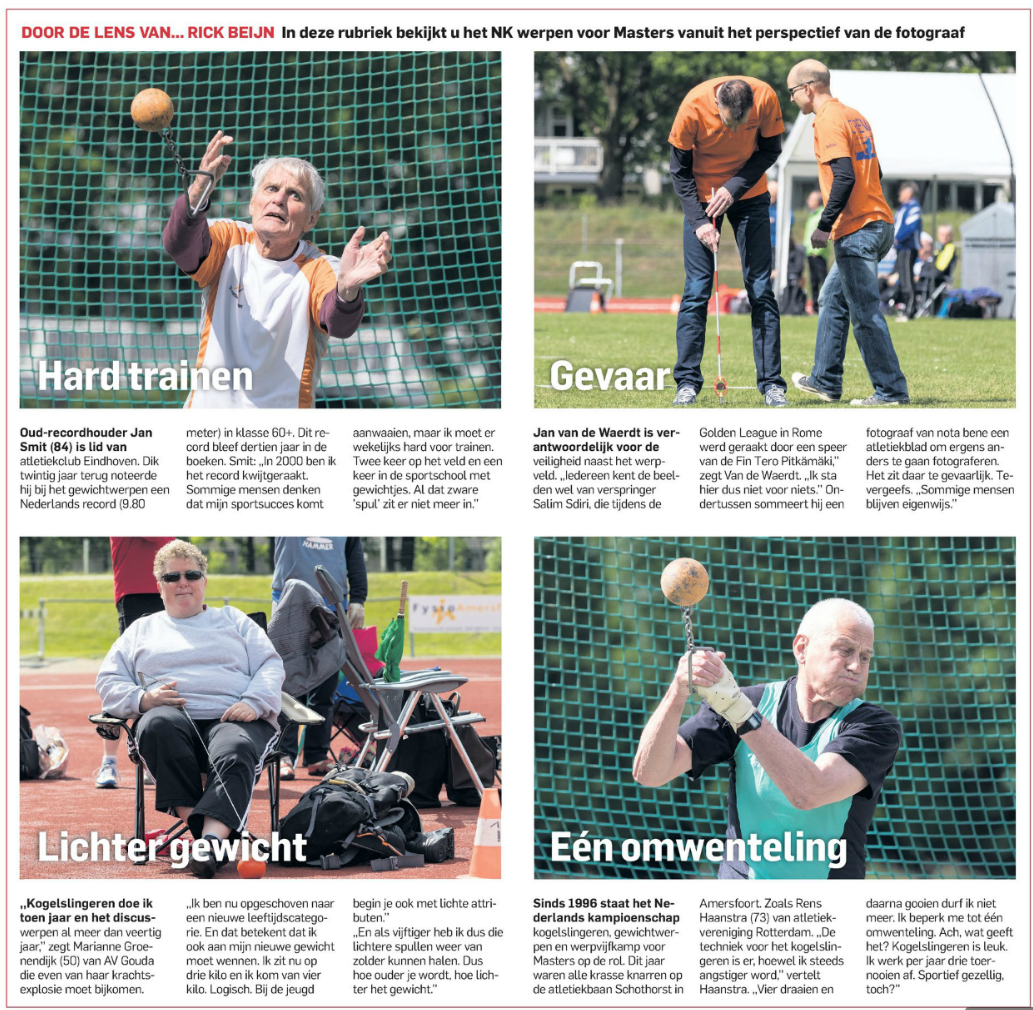 DOOR DE LENS VAN... RICK BEIJN In deze rubriek bekijkt u het NK werpen voor Masters vanuit het perspectief van de fotograaf
Hard trainen
Oud-recordhouder Jan
Smit (84) is lid van
atletiekclub Eindhoven. Dik
twintig jaar terug noteerde
hij bij het gewichtwerpen een
Nederlands record (9.80
meter) in klasse 60+. Dit re-
cord bleef dertien jaar in de
boeken. Smit: „In 2000 ben ik
het record kwijtgeraakt.
Sommige mensen denken
dat mijn sportsucces komt
aanwaaien, maar ik moet er
wekelijks hard voor trainen.
Twee keer op het veld en een
keer in de sportschool met
gewichtjes. Al dat zware
'spul' zit er niet meer in.”
Gevaar
Jan van de Waerdt is ver-
antwoordelijk voor de
veiligheid naast het werp-
veld. „Iedereen kent de beel-
den wel van verspringer
Salim Sdiri, die tijdens de
Golden League in Rome
werd geraakt door een speer
van de Fin Tero Pitkämäki,”
zegt Van de Waerdt. „Ik sta
hier dus niet voor niets.” On-
dertussen sommeert hij een
fotograaf van nota bene een
atletiekblad om ergens an-
ders te gaan fotograferen.
Het zit daar te gevaarlijk. Te-
vergeefs. „Sommige mensen
blijven eigenwijs.”
HAMMER
FysioAmersf
Lichter gewicht
„Kogelslingeren doe ik
toen jaar en het discus-
werpen al meer dan veertig
jaar,” zegt Marianne Groe-
nendijk (50) van AV Gouda
die even van haar krachts-
explosie moet bijkomen.
„Ik ben nu opgeschoven naar
een nieuwe leeftijdscatego-
rie. En dat betekent dat ik
ook aan mijn nieuwe gewicht
moet wennen. Ik zit nu op
drie kilo en ik kom van vier
kilo. Logisch. Bij de jeugd
begin je ook met lichte attri-
buten.”
„En als vijftiger heb ik dus die
lichtere spullen weer van
zolder kunnen halen. Dus
hoe ouder je wordt, hoe lich-
ter het gewicht.”
Eén omwenteling
Sinds 1996 staat het Ne-
derlands kampioenschap
kogelslingeren, gewichtwer-
pen en werpvijfkamp voor
Masters op de rol. Dit jaar
waren alle krasse knarren op
de atletiekbaan Schothorst in
Amersfoort. Zoals Rens
Haanstra (73) van atletiek-
vereniging Rotterdam. „De
techniek voor het kogelslin-
geren is er, hoewel ik steeds
angstiger word,” vertelt
Haanstra. „Vier draaien en
daarna gooien durf ik niet
meer. Ik beperk me tot één
omwenteling. Ach, wat geeft
het? Kogelslingeren is leuk.
Ik werk per jaar drie toer-
nooien af. Sportief gezellig,
toch?”